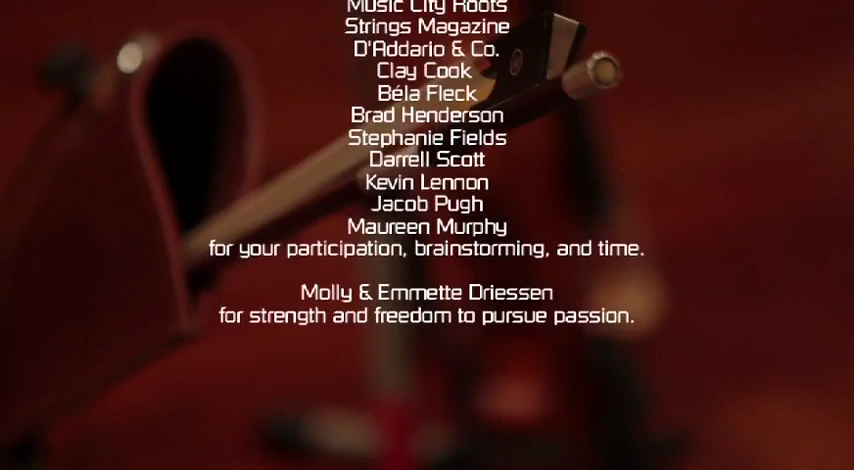 Music City Roots
Strings Magazine
D'Addario & Co.
Clay Cook
Béla Fleck
Brad Henderson
Stephanie Fields
Darrell Scott
Kevin Lennon
Jacob Pugh
Maureen Murphy
for your participation, brainstorming, and time.
Molly & Emmette Driessen
for strength and freedom to pursue passion.